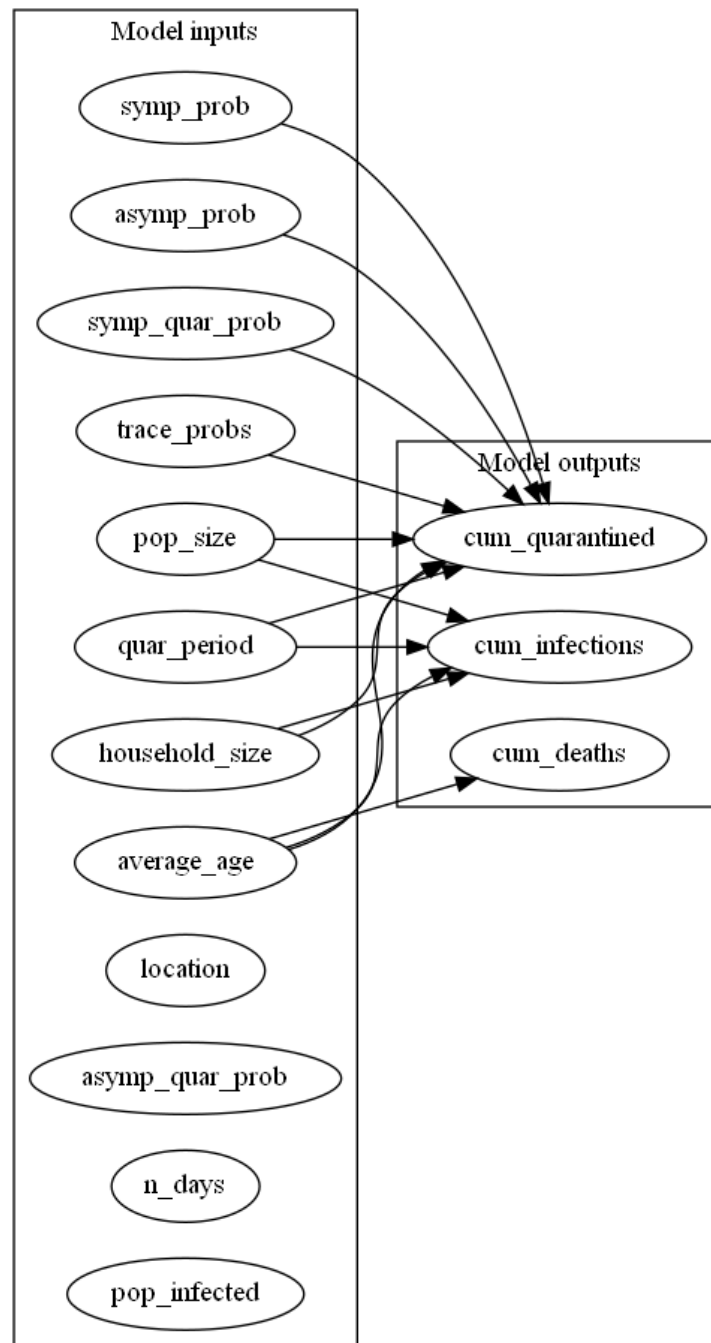 Model inputs
symp_prob
asymp_prob
symp_quar_prob
trace_probs
pop_size
quar_period
household_size
average_age
location
asymp_quar_prob
n_days
pop_infected
Model outputs
cum_quarantined
cum_infections
cum_deaths